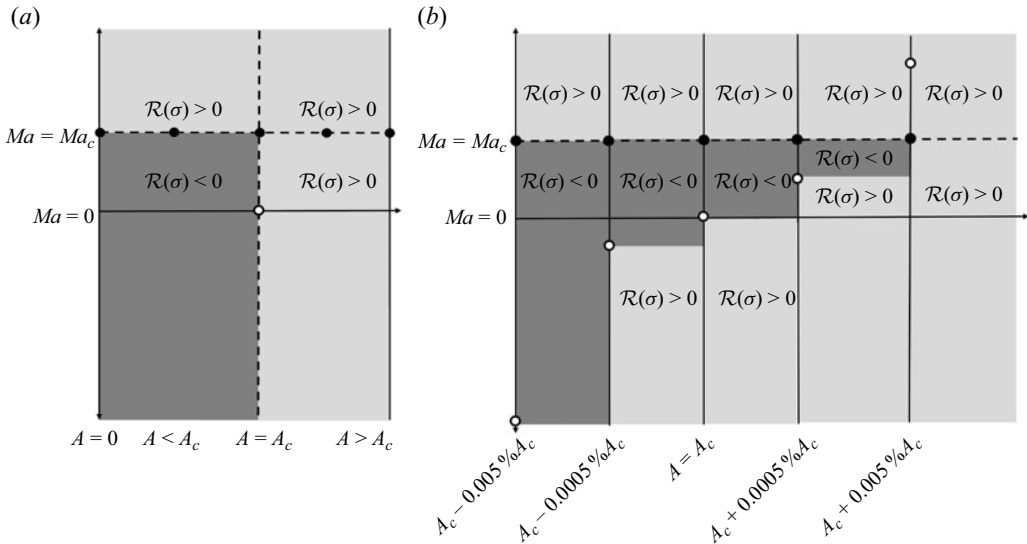 (a)
(b)
ℛ(σ) > 0
ℛ(σ) > 0
Ma = Ma_c
ℛ(σ) < 0
ℛ(σ) > 0
Ma = 0
A = 0
A < A_c
A = A_c
A > A_c
ℛ(σ) > 0
ℛ(σ) > 0
ℛ(σ) > 0
ℛ(σ) > 0
ℛ(σ) > 0
Ma = Ma_c
ℛ(σ) < 0
ℛ(σ) < 0
ℛ(σ) < 0
ℛ(σ) < 0
ℛ(σ) > 0
ℛ(σ) > 0
Ma = 0
ℛ(σ) > 0
ℛ(σ) > 0
A_c – 0.005 %A_c
A_c – 0.0005 %A_c
A = A_c
A_c + 0.0005 %A_c
A_c + 0.005 %A_c